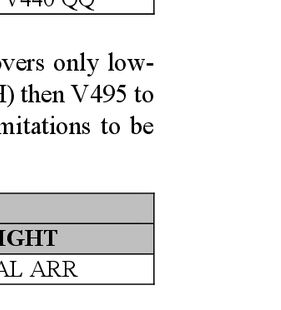 V440 QQ
overs only low-
H) then V495 to
mitations to be
IGHT
AL ARR